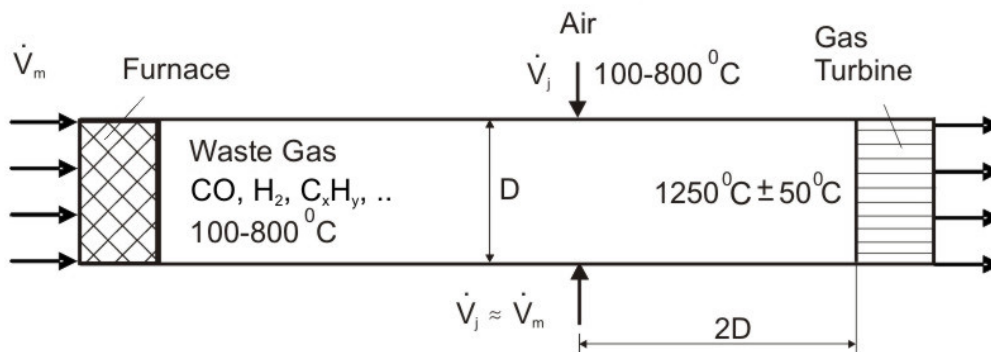 Air
Gas
Turbine
V̇ₘ
Furnace
V̇ⱼ
100-800 ⁰C
Waste Gas
CO, H₂, CₓHᵧ, ..
100-800 ⁰C
D
1250⁰C ± 50⁰C
V̇ⱼ ≈ V̇ₘ
2D